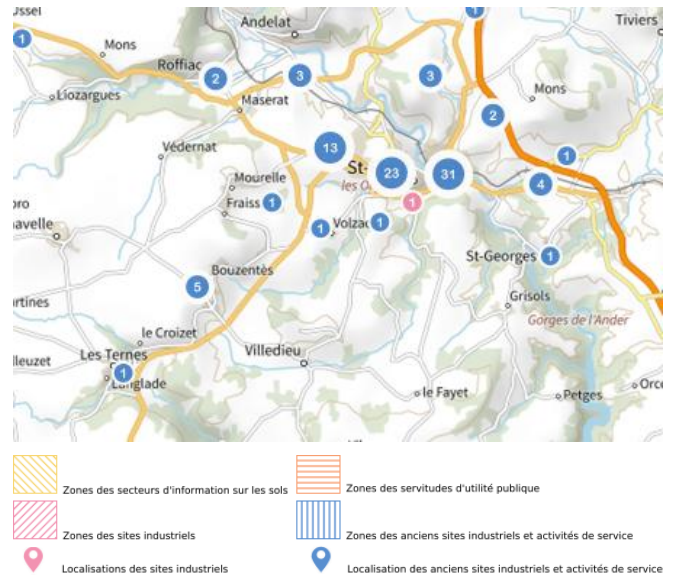 Ussel
Andelat
1
Tiviers
1
Mons
Roffiac
2
3
3
Mons
Liozargues
Maserat
2
Védernat
13
1
St-
23
31
4
les O
Mourelle
Fraiss
1
1
1
Volzac
1
avelle
St-Georges
1
Bouzentès
5
Grisols
Gorges de l'Ander
rtines
le Croizet
lleuzet
Les Ternes
Villedieu
1
Langlade
le Fayet
Petges
Orce
Zones des secteurs d'information sur les sols
Zones des servitudes d'utilité publique
Zones des sites industriels
Zones des anciens sites industriels et activités de service
Localisations des sites industriels
Localisation des anciens sites industriels et activités de service